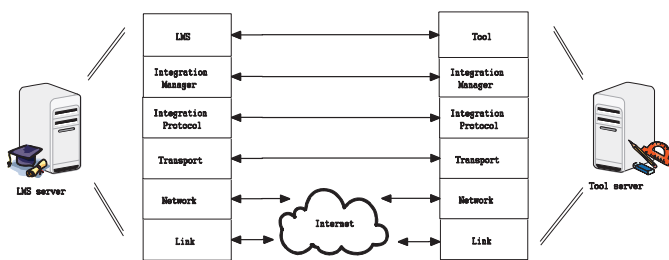 LMS
Tool
Integration
Manager
Integration
Manager
Integration
Protocol
Integration
Protocol
Transport
Transport
LMS server
Tool server
Network
Internet
Network
Link
Link